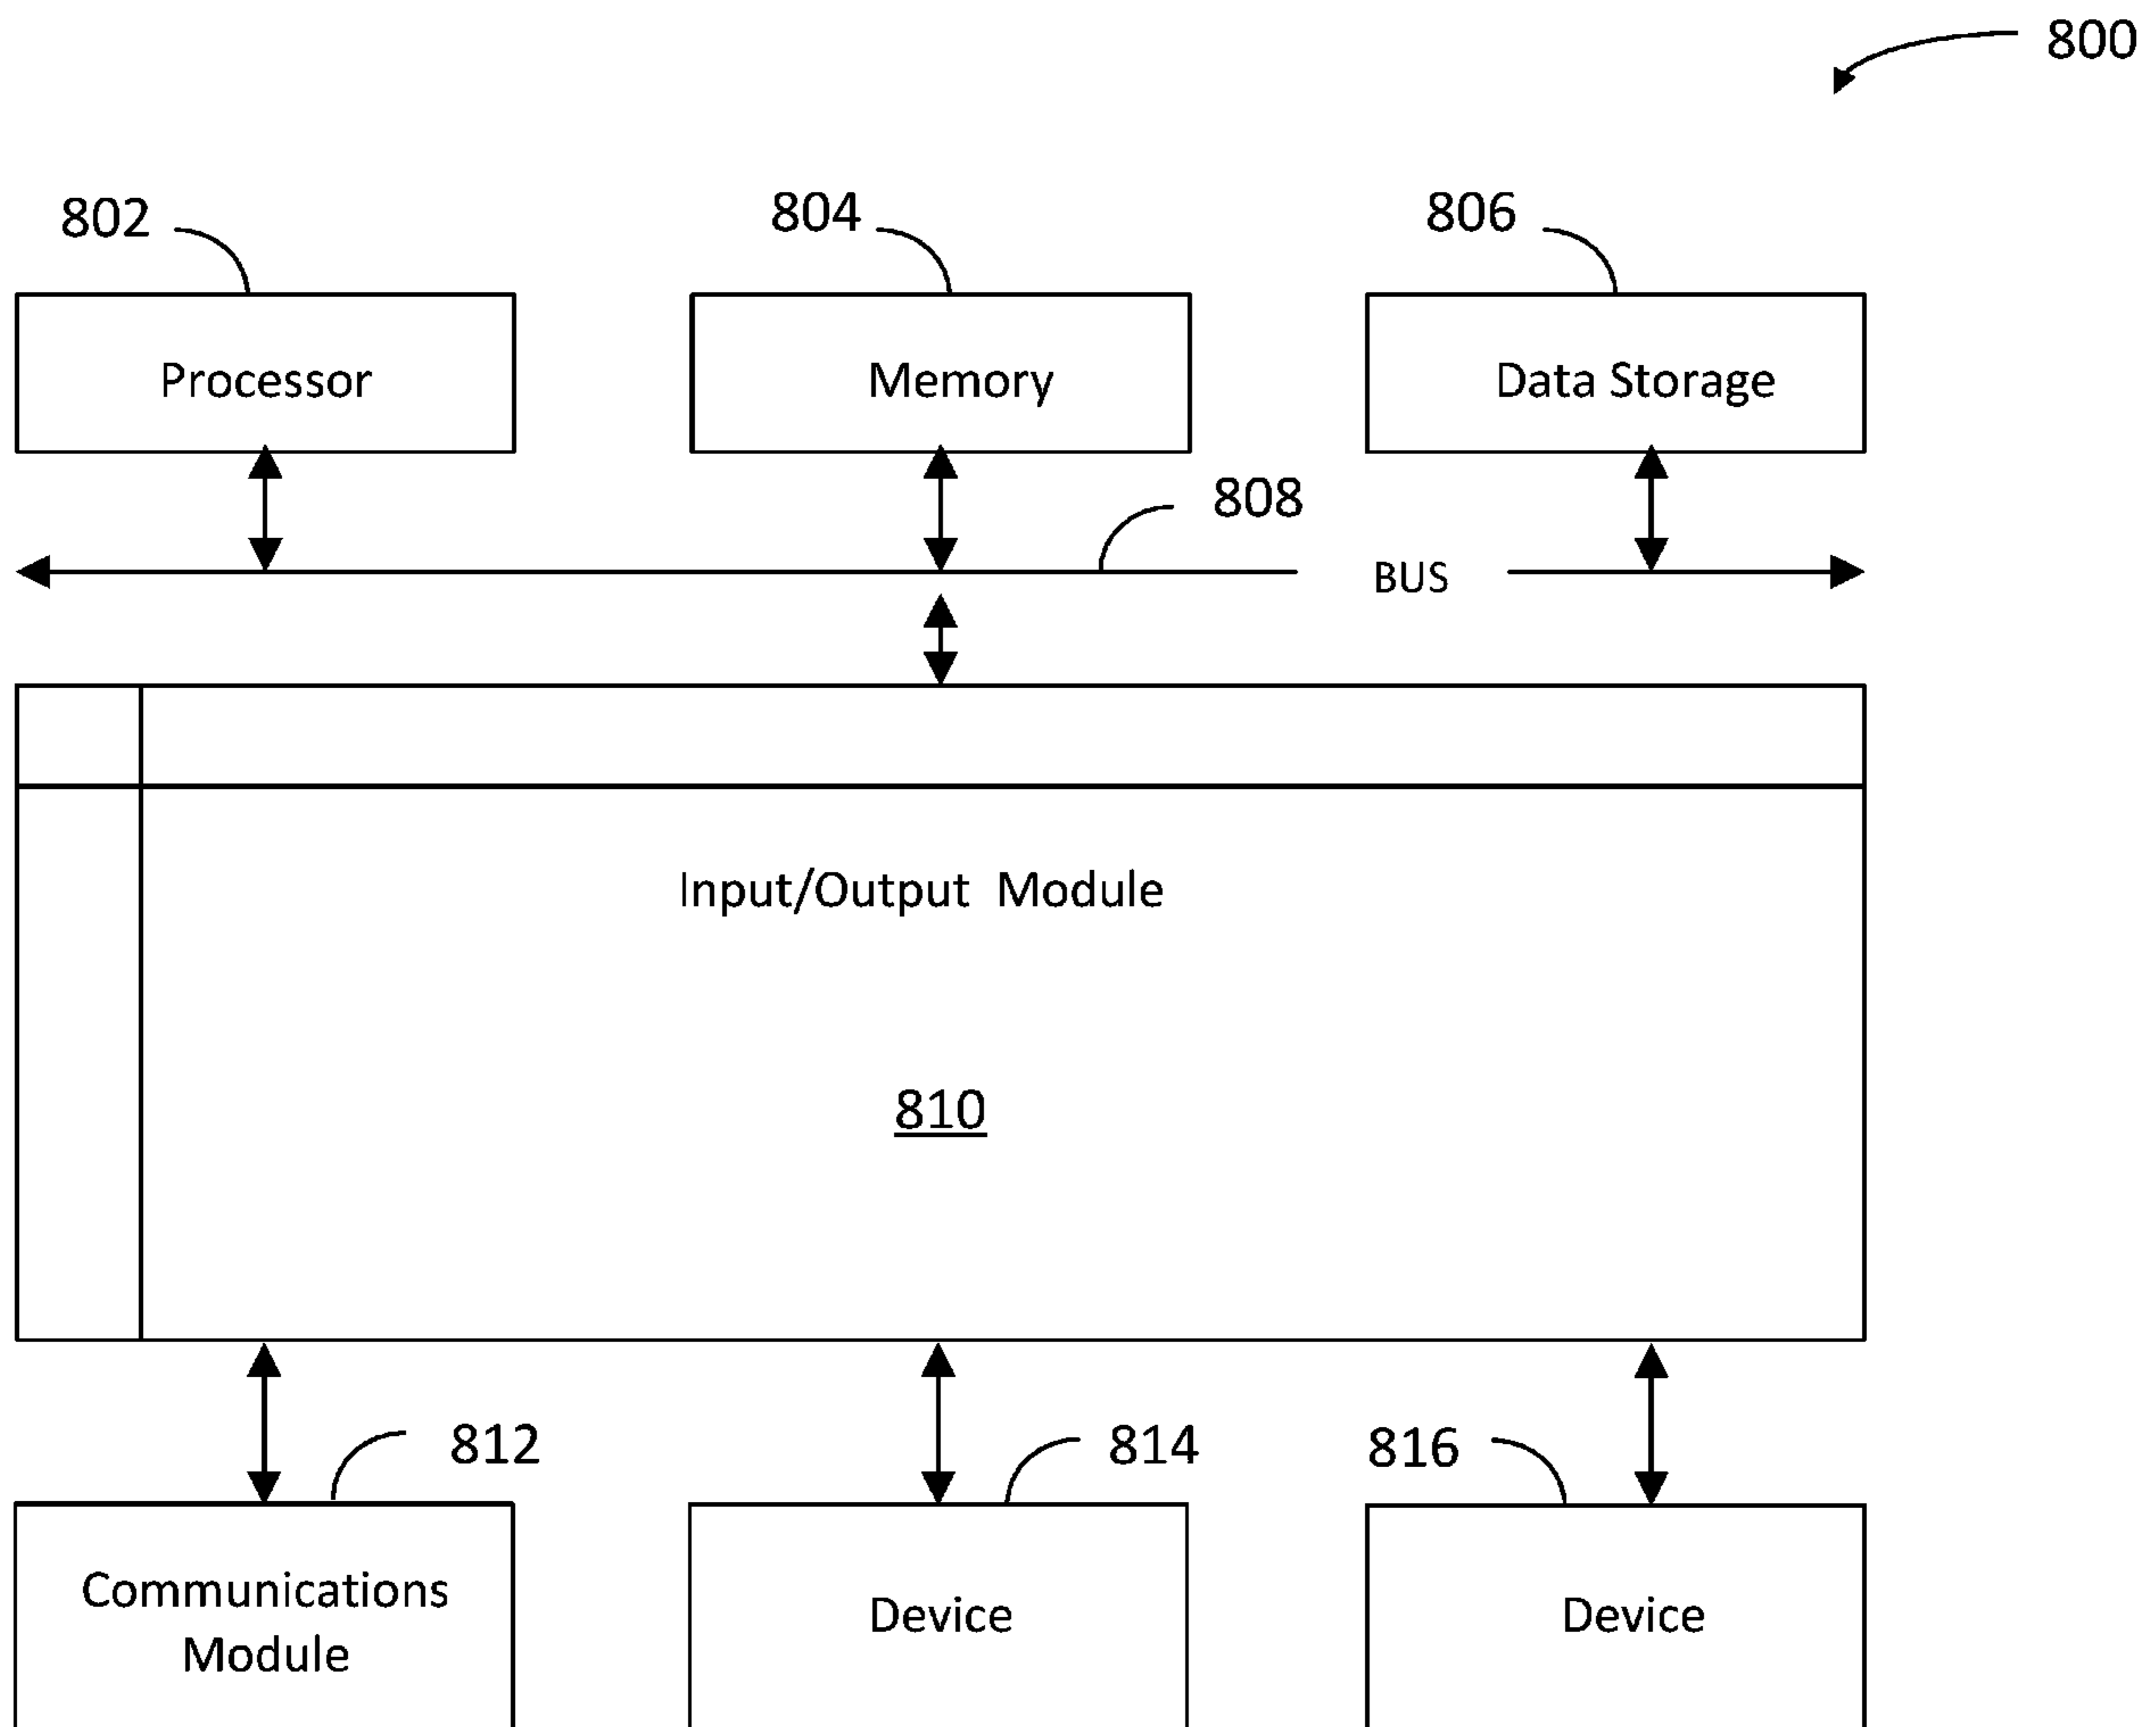 800
802
804
806
Processor
Memory
Data Storage
808
BUS
Input/Output Module
810
812
814
816
Communications
Module
Device
Device